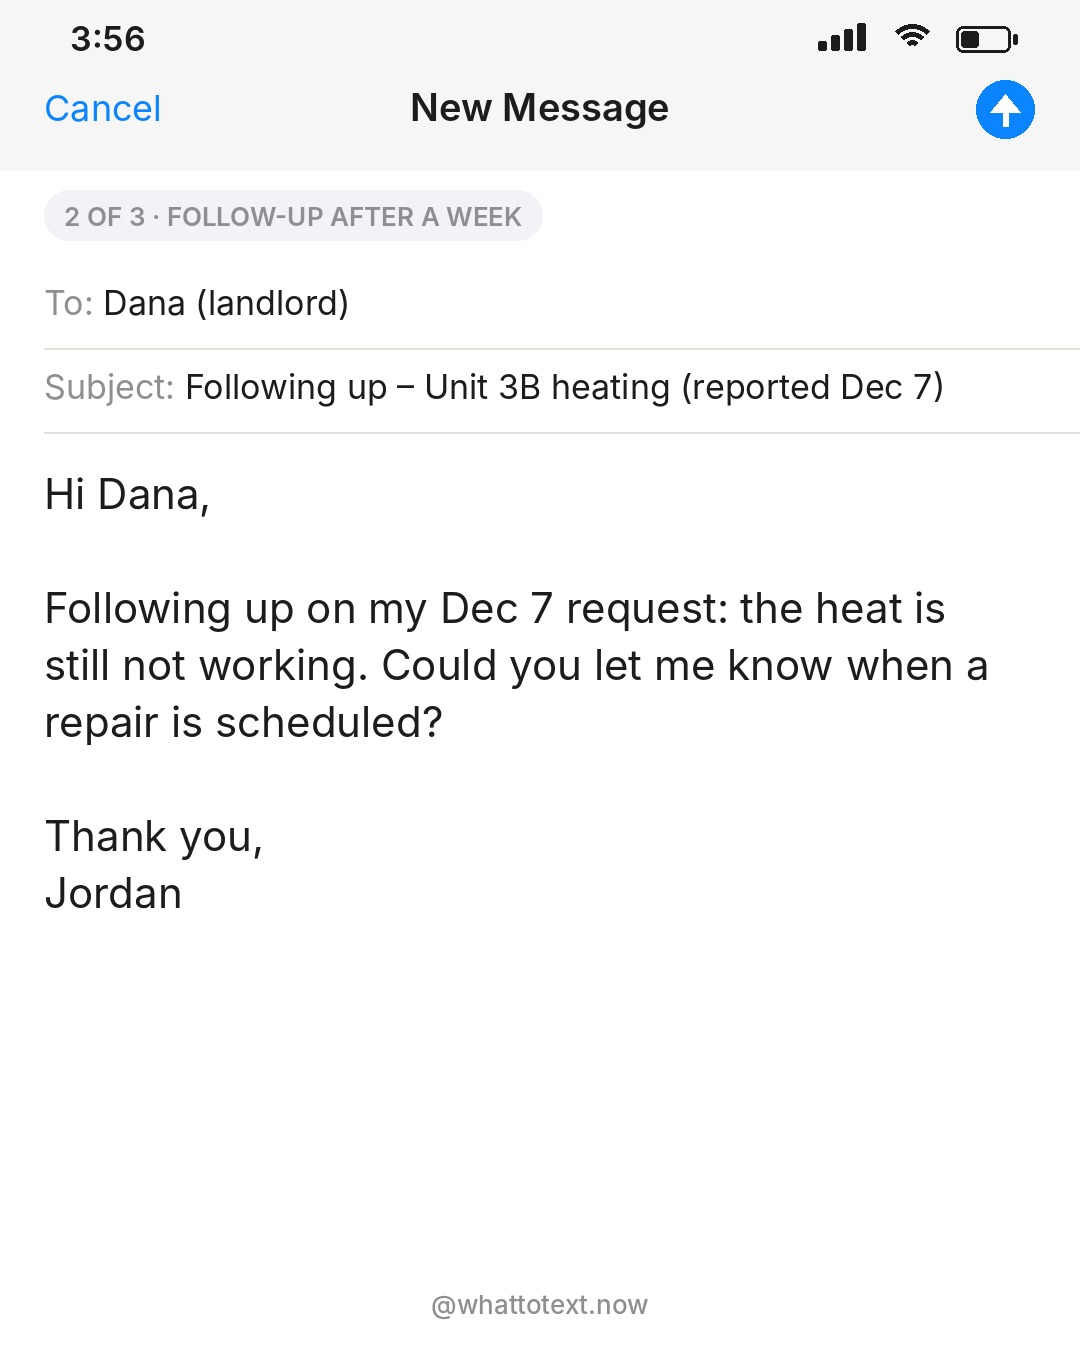 3:56
Cancel
New Message
2 OF 3 · FOLLOW-UP AFTER A WEEK
To: Dana (landlord)
Subject: Following up – Unit 3B heating (reported Dec 7)
Hi Dana,
Following up on my Dec 7 request: the heat is
still not working. Could you let me know when a
repair is scheduled?
Thank you,
Jordan
@whattotext.now